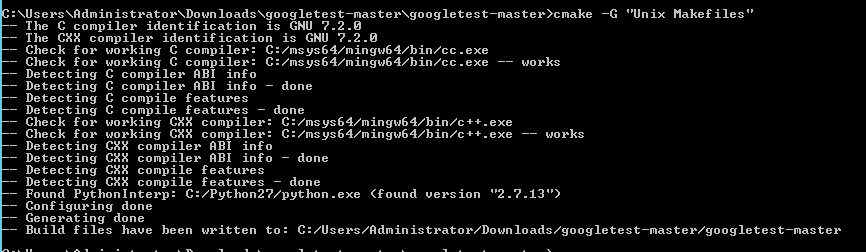 C:\Users\Administrator\Downloads\googletest-master\googletest-master>cmake -G "Unix Makefiles"
-- The C compiler identification is GNU 7.2.0
-- The CXX compiler identification is GNU 7.2.0
-- Check for working C compiler: C:/msys64/mingw64/bin/cc.exe
-- Check for working C compiler: C:/msys64/mingw64/bin/cc.exe -- works
-- Detecting C compiler ABI info
-- Detecting C compiler ABI info - done
-- Detecting C compile features
-- Detecting C compile features - done
-- Check for working CXX compiler: C:/msys64/mingw64/bin/c++.exe
-- Check for working CXX compiler: C:/msys64/mingw64/bin/c++.exe -- works
-- Detecting CXX compiler ABI info
-- Detecting CXX compiler ABI info - done
-- Detecting CXX compile features
-- Detecting CXX compile features - done
-- Found PythonInterp: C:/Python27/python.exe (found version "2.7.13")
-- Configuring done
-- Generating done
-- Build files have been written to: C:/Users/Administrator/Downloads/googletest-master/googletest-master